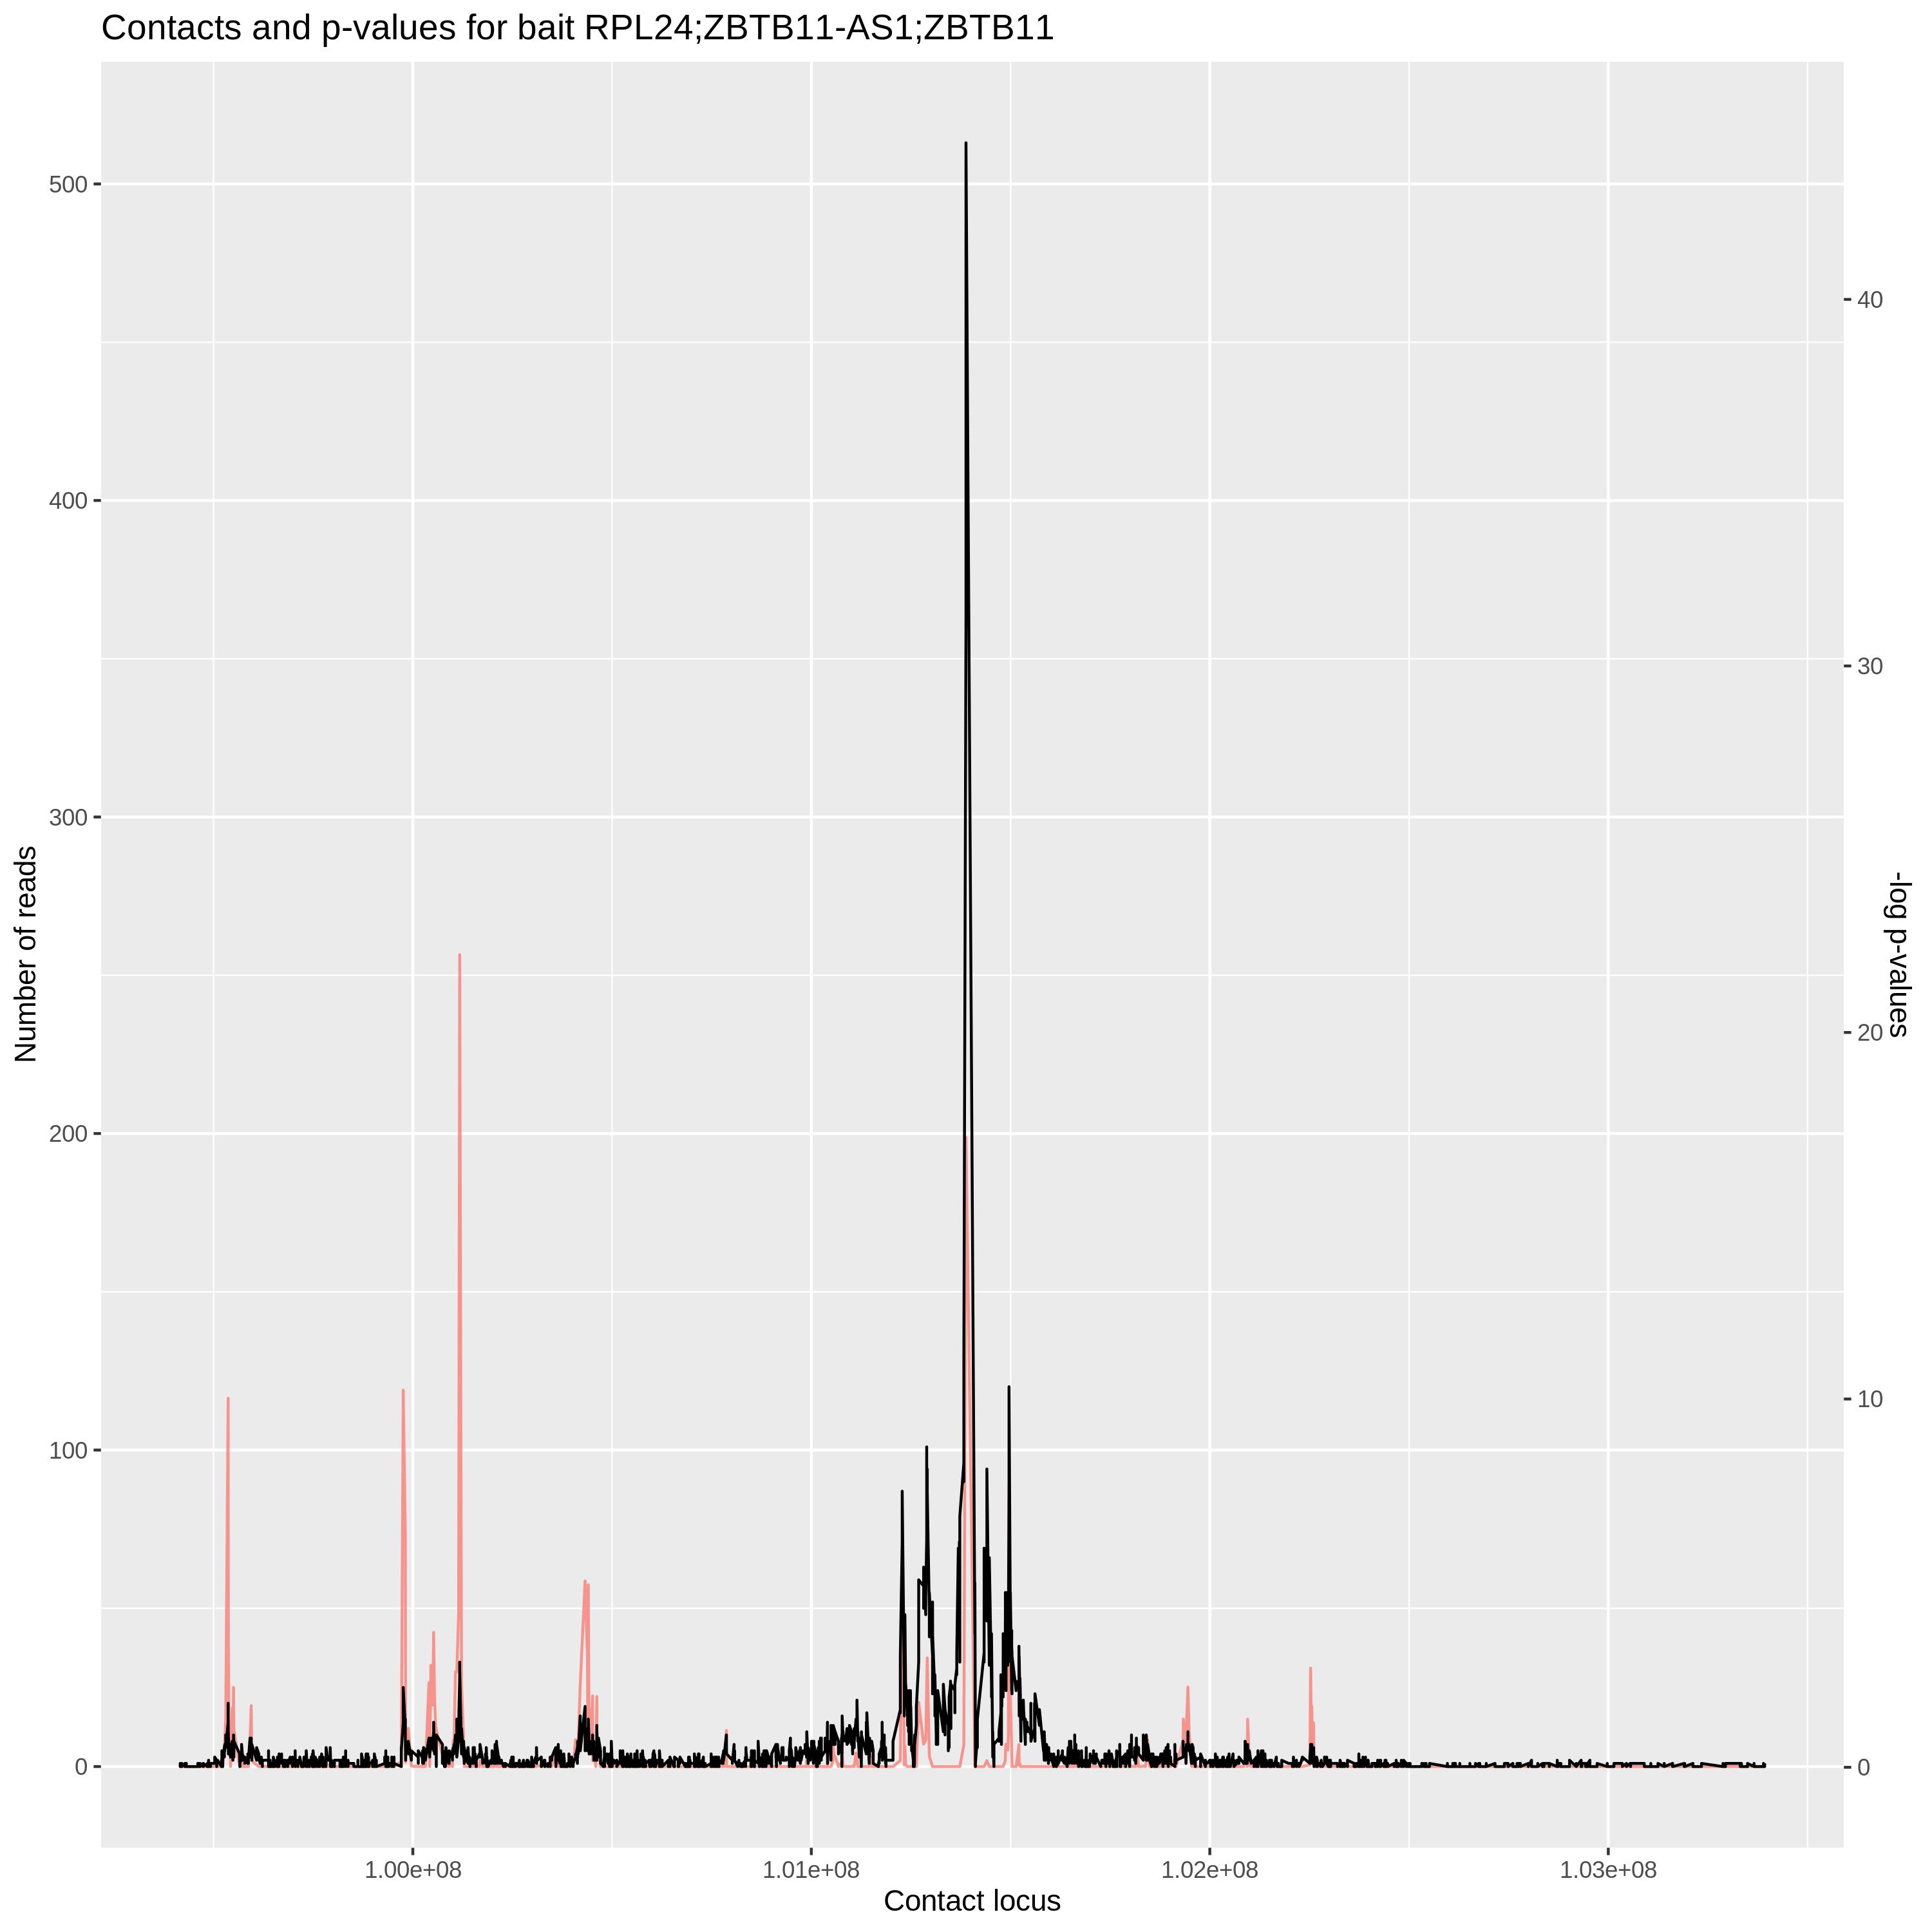 Contacts and p-values for bait RPL24;ZBTB11-AS1;ZBTB11
Number of reads
500
400
300
200
100
0
40
30
20
10
0
-log p-values
1.00e+08
1.01e+08
1.02e+08
1.03e+08
Contact locus